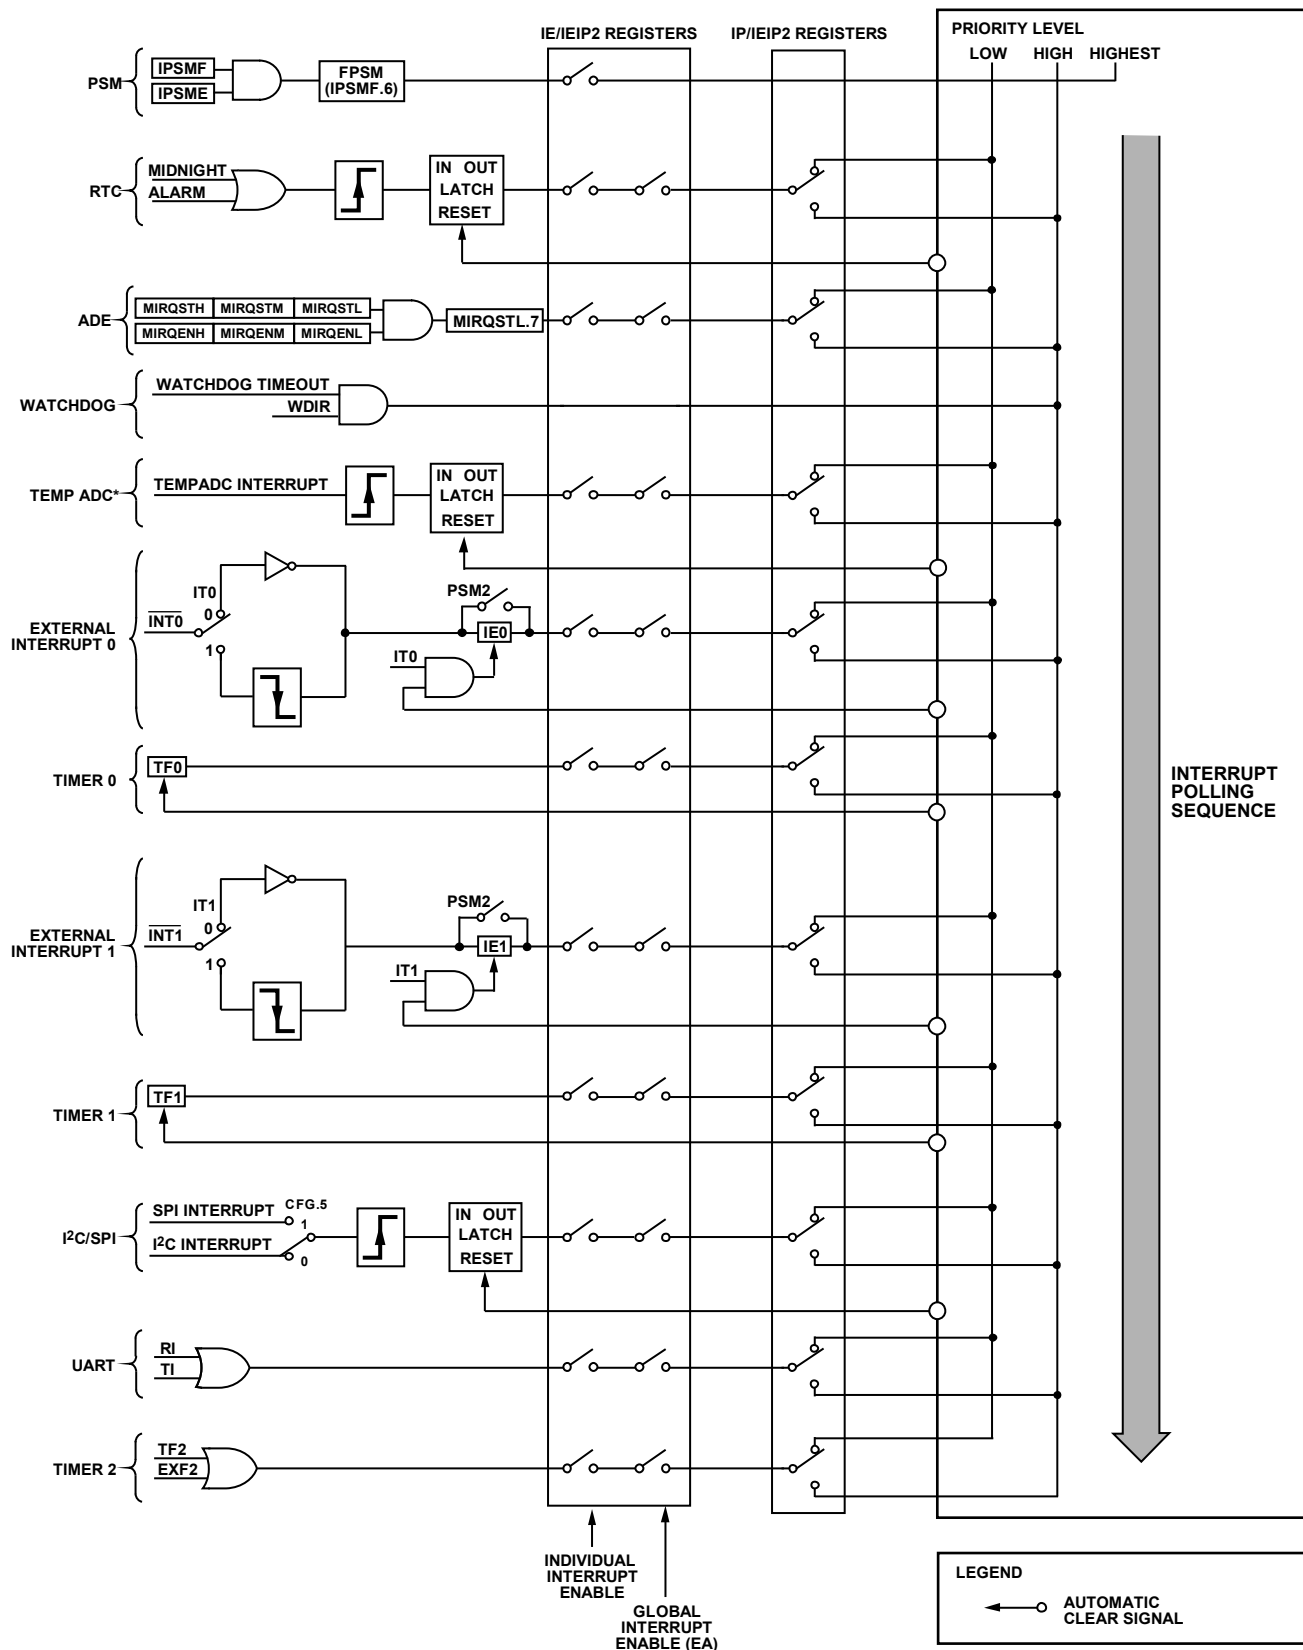 IE/IEIP2 REGISTERS
IP/IEIP2 REGISTERS
PRIORITY LEVEL
LOW HIGH HIGHEST
PSM
IPSMF
IPSME
FPSM
(IPSMF.6)
RTC
MIDNIGHT
ALARM
IN OUT
LATCH
RESET
ADE
MIRQSTH MIRQSTM MIRQSTL
MIRQENH MIRQENM MIRQENL
MIRQSTL.7
WATCHDOG
WATCHDOG TIMEOUT
WDIR
TEMP ADC*
TEMPADC INTERRUPT
IN OUT
LATCH
RESET
EXTERNAL
INTERRUPT 0
INT0
IT0
0
1
PSM2
IE0
IT0
TIMER 0
TF0
INTERRUPT
POLLING
SEQUENCE
EXTERNAL
INTERRUPT 1
INT1
IT1
0
1
PSM2
IE1
IT1
TIMER 1
TF1
I2C/SPI
SPI INTERRUPT
I2C INTERRUPT
CFG.5
1
0
IN OUT
LATCH
RESET
UART
RI
TI
TIMER 2
TF2
EXF2
INDIVIDUAL
INTERRUPT
ENABLE
GLOBAL
INTERRUPT
ENABLE (EA)
LEGEND
AUTOMATIC
CLEAR SIGNAL